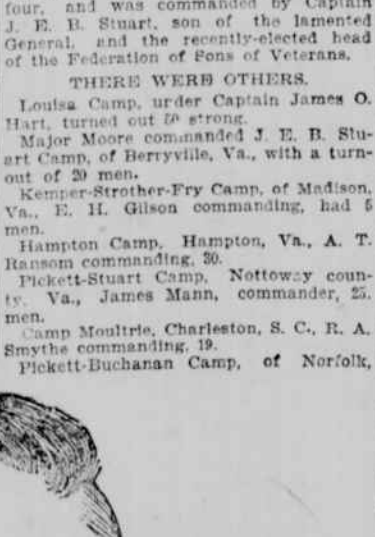 four, and was commanded by Captain
J. E. B. Stuart, son of the lamented
General, and the recently-elected head
of the Federation of Sons of Veterans.
THERE WERE OTHERS.
Louisa Camp, urder Captain James O.
Hart, turned out 50 strong.
Major Moore commanded J. E. B. Stu-
art Camp, of Berryville, Va., with a turn-
out of 20 men.
Kemper-Strother-Fry Camp, of Madison,
Va., E. H. Gilson commanding, had 5
men.
Hampton Camp, Hampton, Va., A. T.
Ransom commanding, 30.
Pickett-Stuart Camp, Nottoway coun-
ty, Va., James Mann, commander, 25.
men.
Camp Moultrie, Charleston, S. C., R. A.
Smythe commanding, 19.
Pickett-Buchanan Camp, of Norfolk,